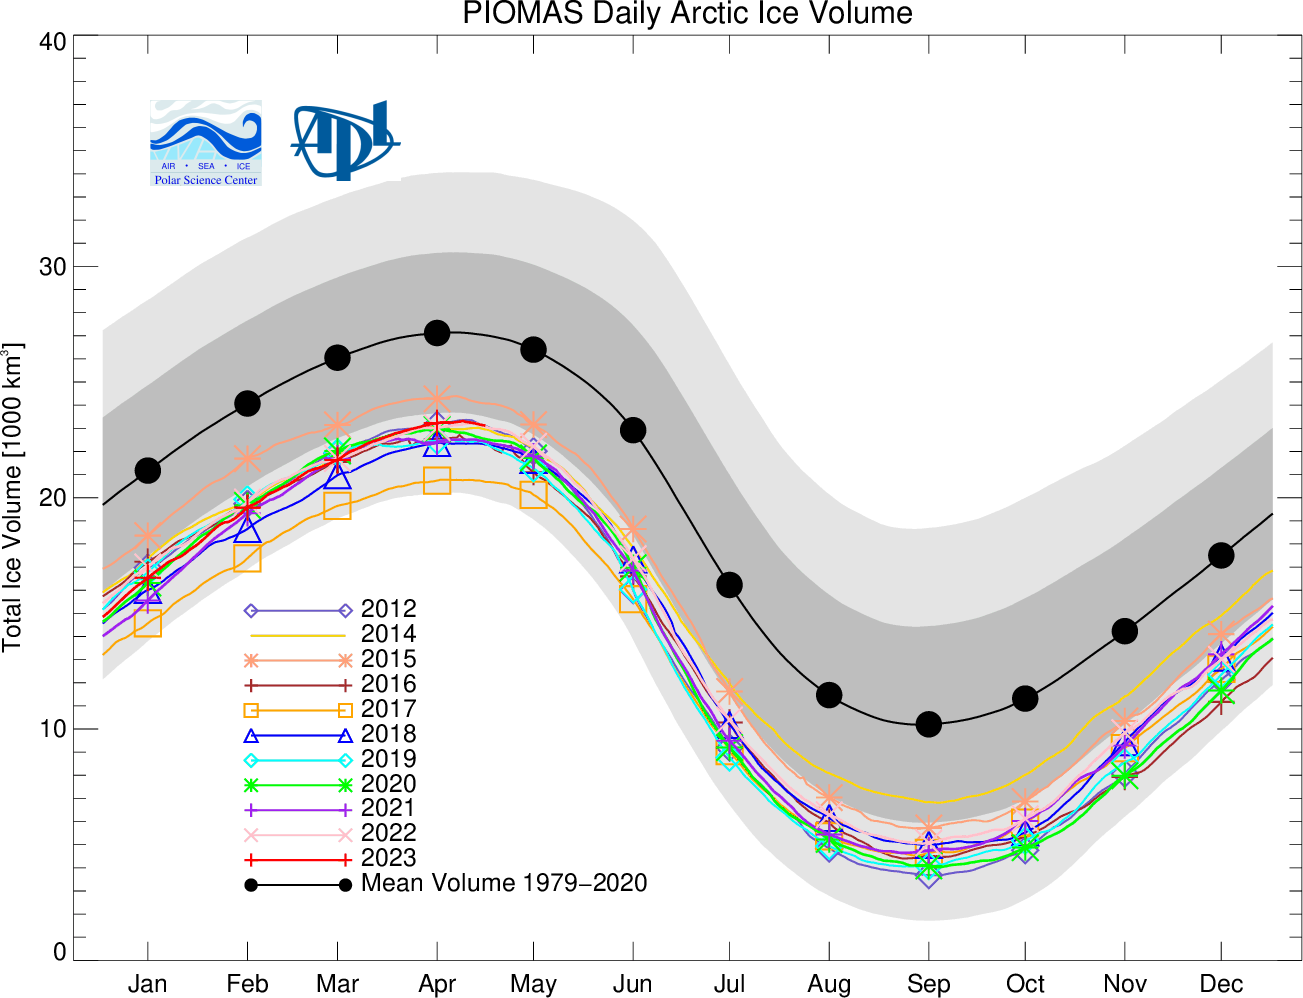 PIOMAS Daily Arctic Ice Volume
40
30
20
10
0
Total Ice Volume [1000 km³]
AIR • SEA • ICE
Polar Science Center
APL
2012
2014
2015
2016
2017
2018
2019
2020
2021
2022
2023
Mean Volume 1979–2020
Jan Feb Mar Apr May Jun Jul Aug Sep Oct Nov Dec